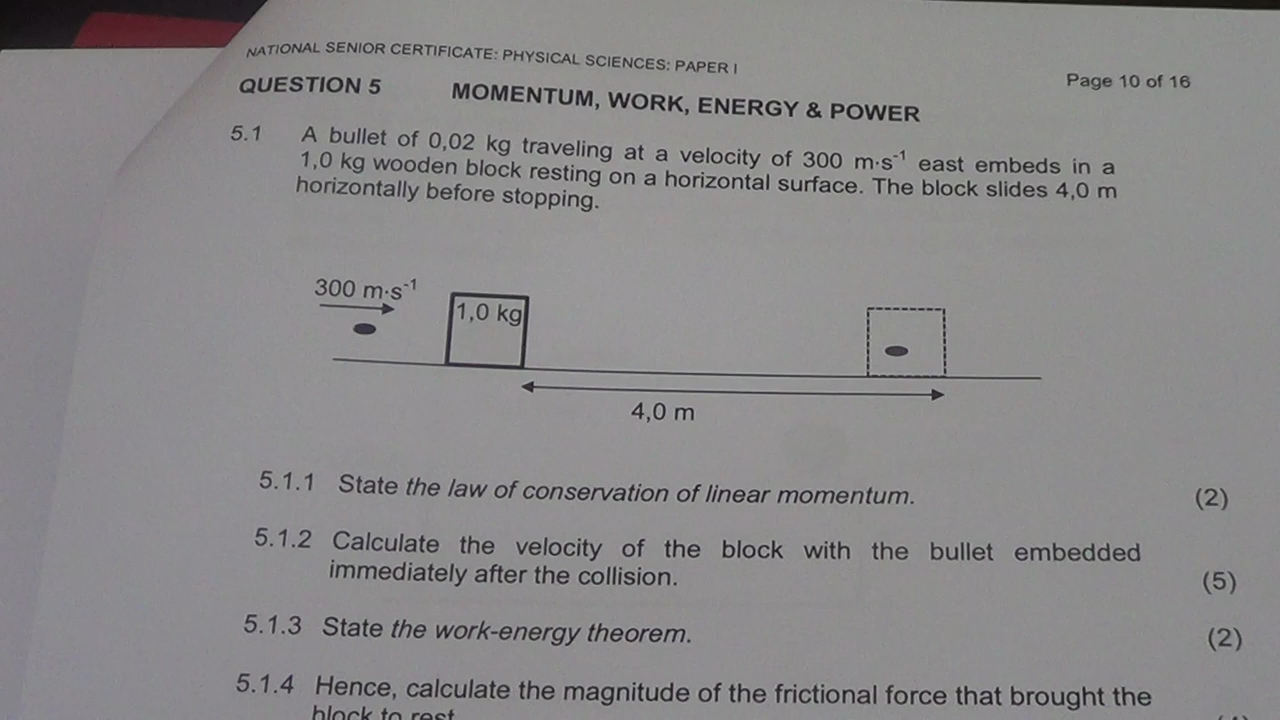 NATIONAL SENIOR CERTIFICATE: PHYSICAL SCIENCES: PAPER I
Page 10 of 16
QUESTION 5 MOMENTUM, WORK, ENERGY & POWER
5.1 A bullet of 0,02 kg traveling at a velocity of 300 m·s⁻¹ east embeds in a
1,0 kg wooden block resting on a horizontal surface. The block slides 4,0 m
horizontally before stopping.
300 m·s⁻¹
1,0 kg
4,0 m
5.1.1 State the law of conservation of linear momentum. (2)
5.1.2 Calculate the velocity of the block with the bullet embedded
immediately after the collision. (5)
5.1.3 State the work-energy theorem. (2)
5.1.4 Hence, calculate the magnitude of the frictional force that brought the
block to rest